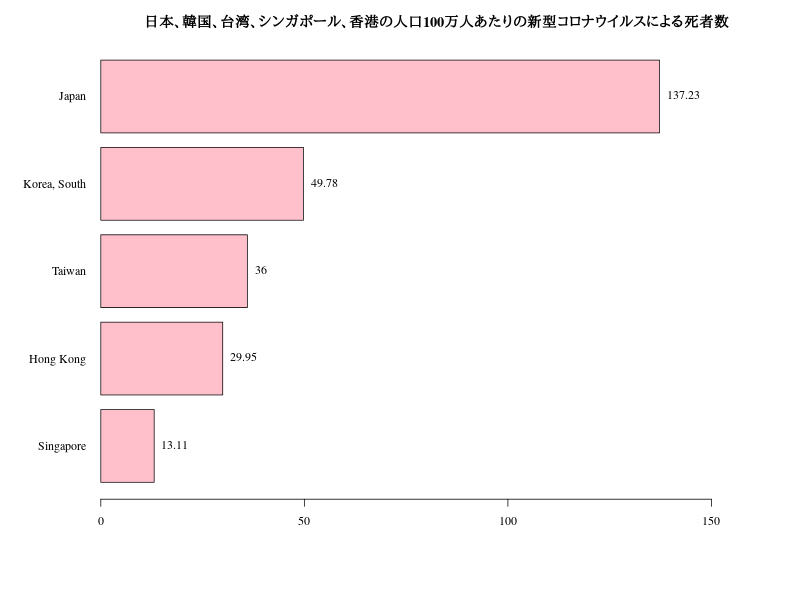 日本、韓国、台湾、シンガポール、香港の人口100万人あたりの新型コロナウイルスによる死者数
Japan 137.23
Korea, South 49.78
Taiwan 36
Hong Kong 29.95
Singapore 13.11
0 50 100 150